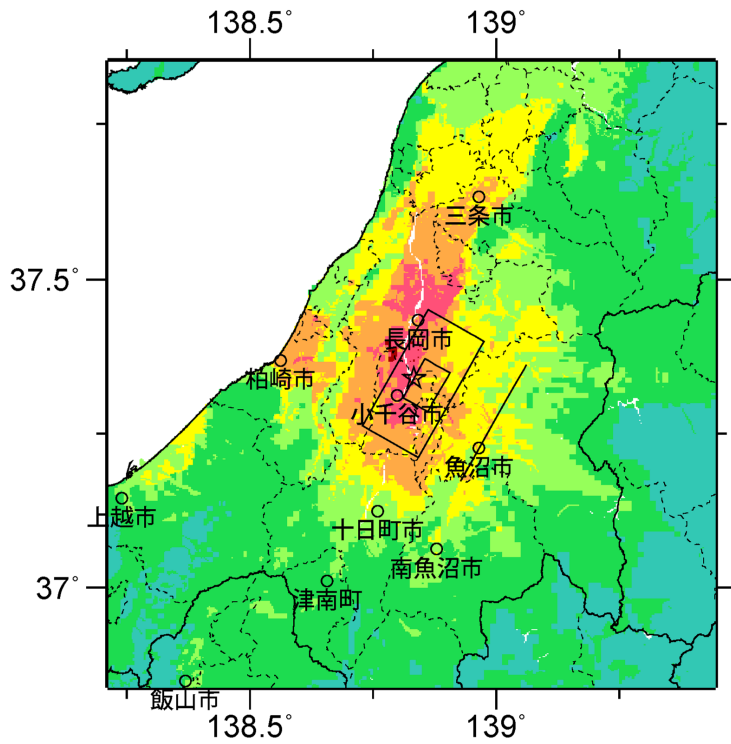 138.5° 139°
37.5°
37°
三条市
長岡市
柏崎市
小千谷市
魚沼市
上越市
十日町市
南魚沼市
津南町
飯山市
138.5° 139°